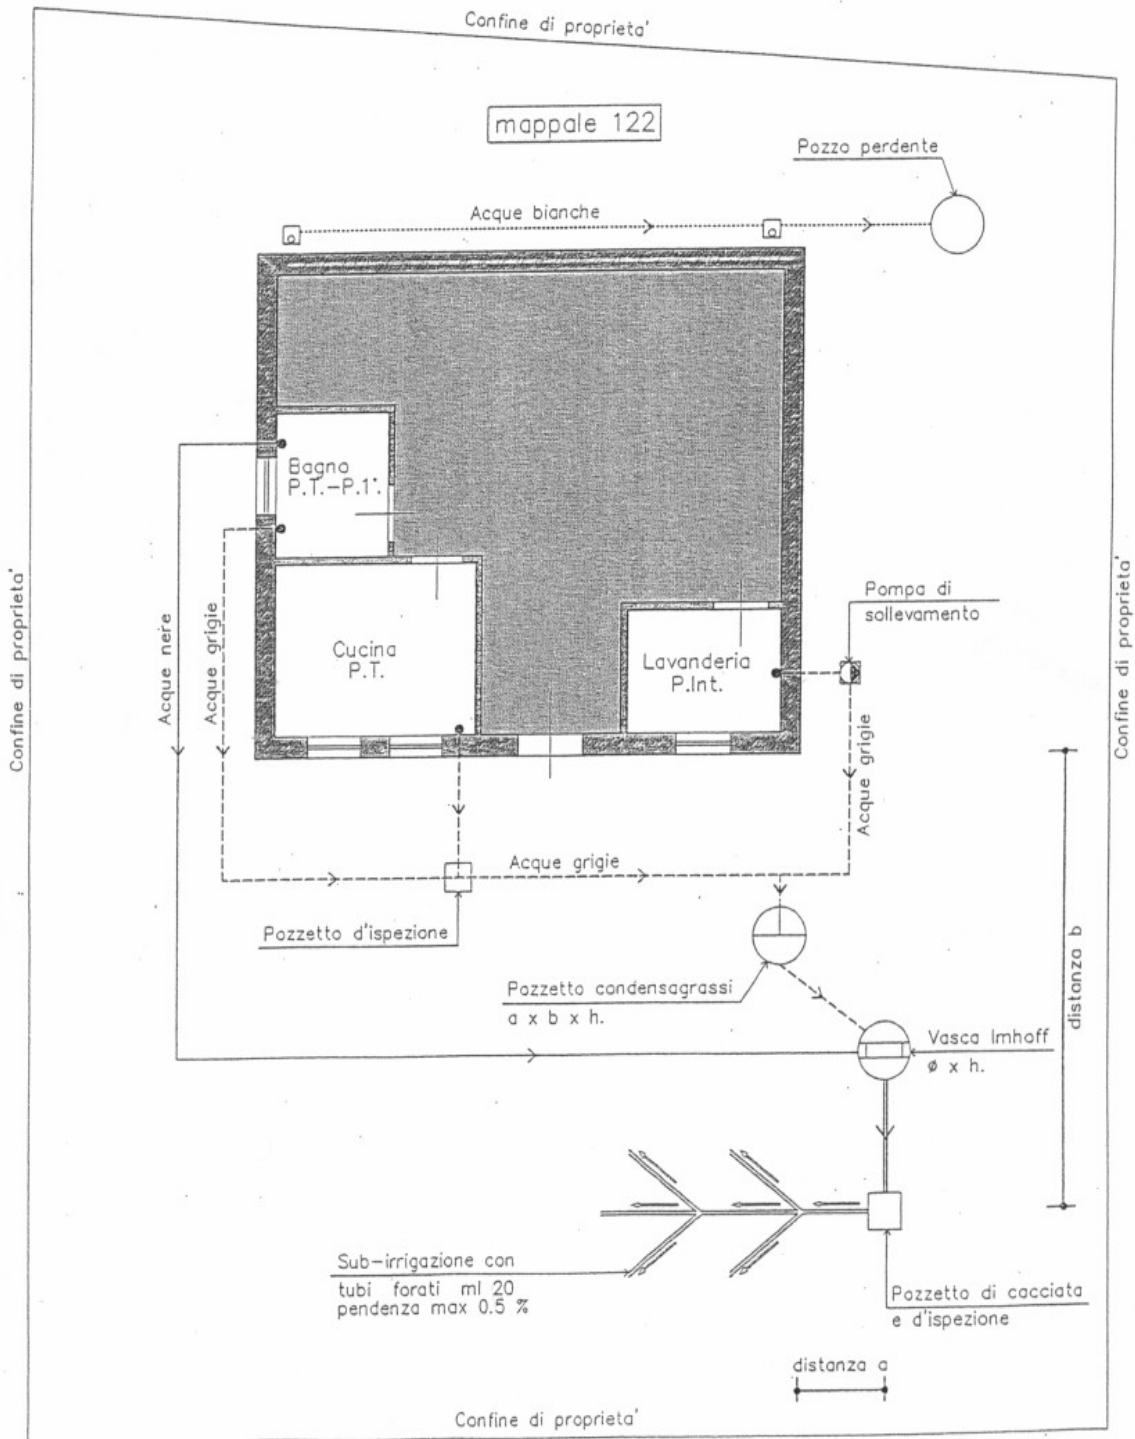 Confine di proprieta'
mappale 122
Pozzo perdente
Acque bianche
Bagno
P.T.-P.1°.
Cucina
P.T.
Lavanderia
P.Int.
Pompa di
sollevamento
Confine di proprieta'
Acque nere
Acque grigie
Acque grigie
Confine di proprieta'
Acque grigie
Pozzetto d'ispezione
Pozzetto condensagrassi
a x b x h.
distanza b
Vasca Imhoff
ø x h.
Sub-irrigazione con
tubi forati ml 20
pendenza max 0.5 %
Pozzetto di cacciata
e d'ispezione
distanza a
Confine di proprieta'